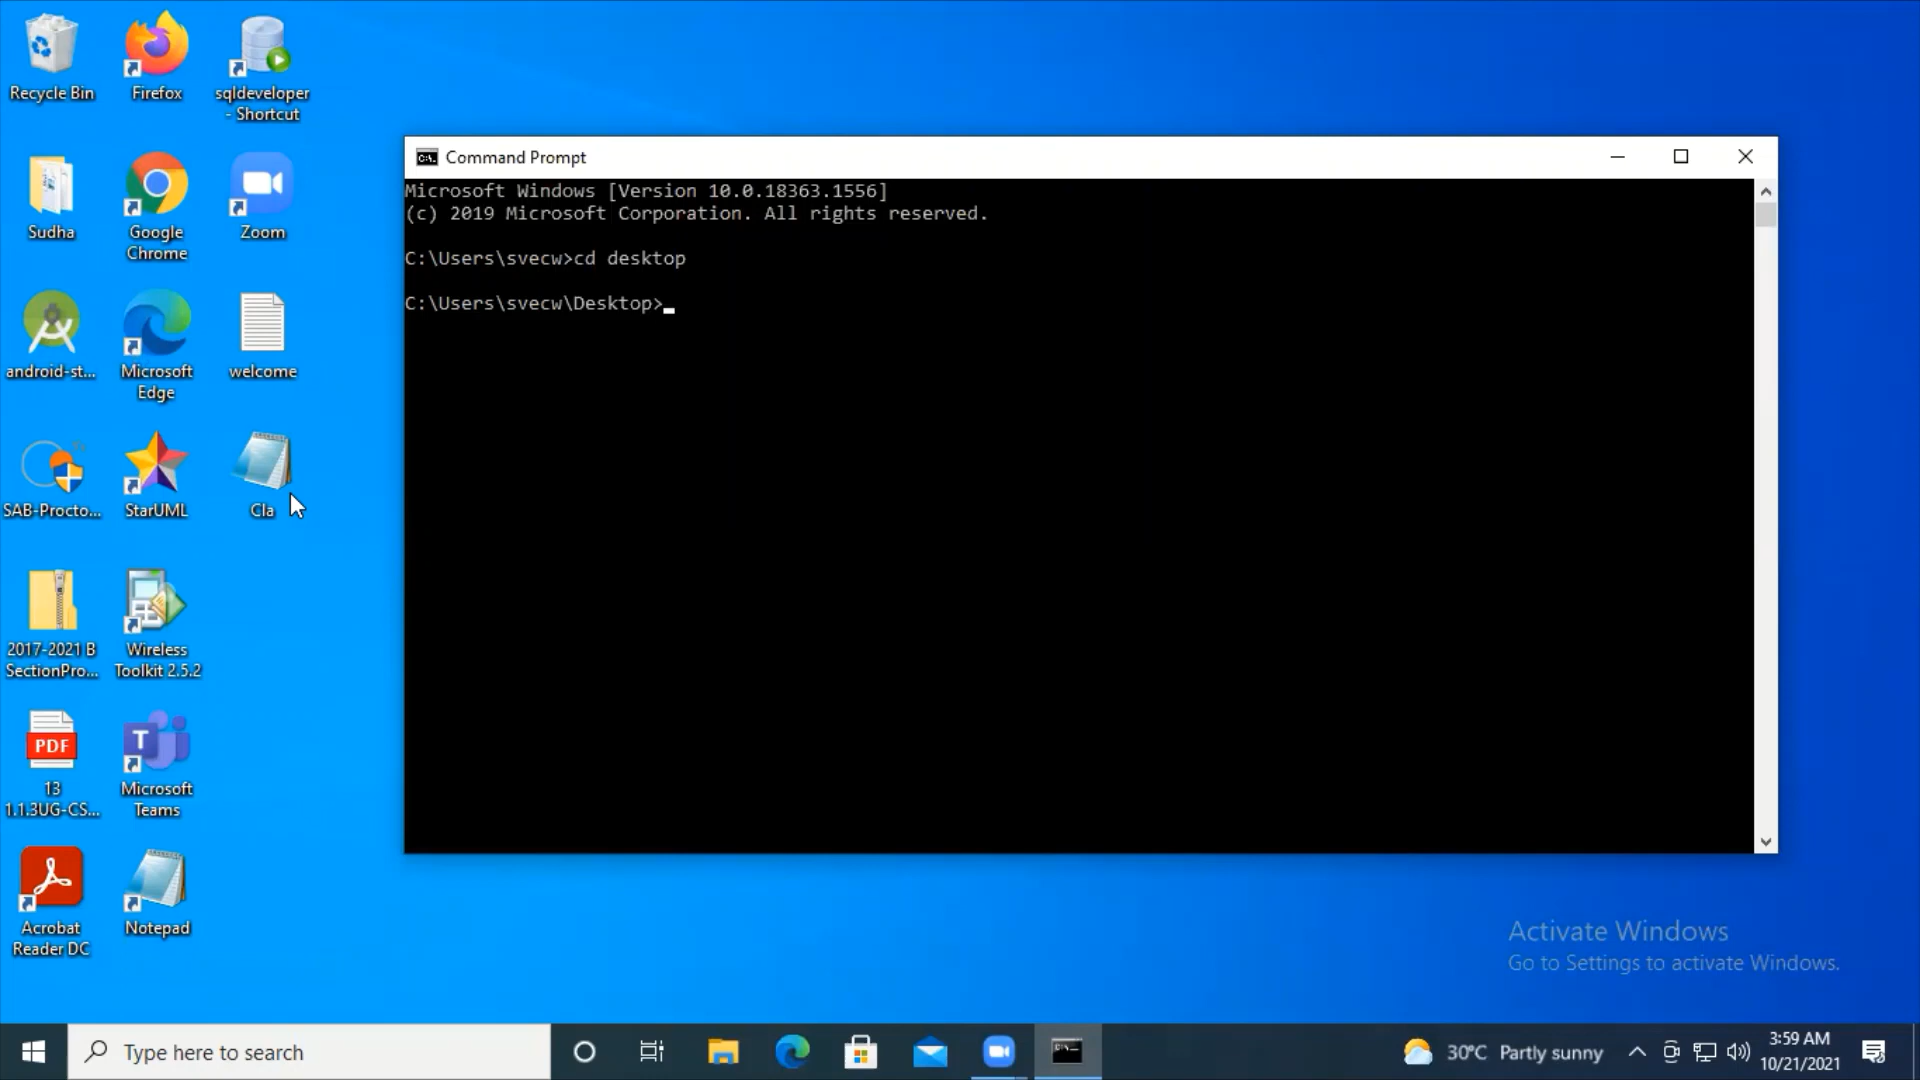 Recycle Bin
Firefox
sqldeveloper
- Shortcut
Sudha
Google
Chrome
Zoom
android-st...
Microsoft
Edge
welcome
SAB-Procto...
StarUML
Cla
2017-2021 B
SectionPro...
Wireless
Toolkit 2.5.2
PDF
13
1.1.3UG-CS...
T
Microsoft
Teams
Acrobat
Reader DC
Notepad
C:\. Command Prompt
Microsoft Windows [Version 10.0.18363.1556]
(c) 2019 Microsoft Corporation. All rights reserved.
C:\Users\svecw>cd desktop
C:\Users\svecw\Desktop>_
Activate Windows
Go to Settings to activate Windows.
Type here to search
30°C Partly sunny
3:59 AM
10/21/2021